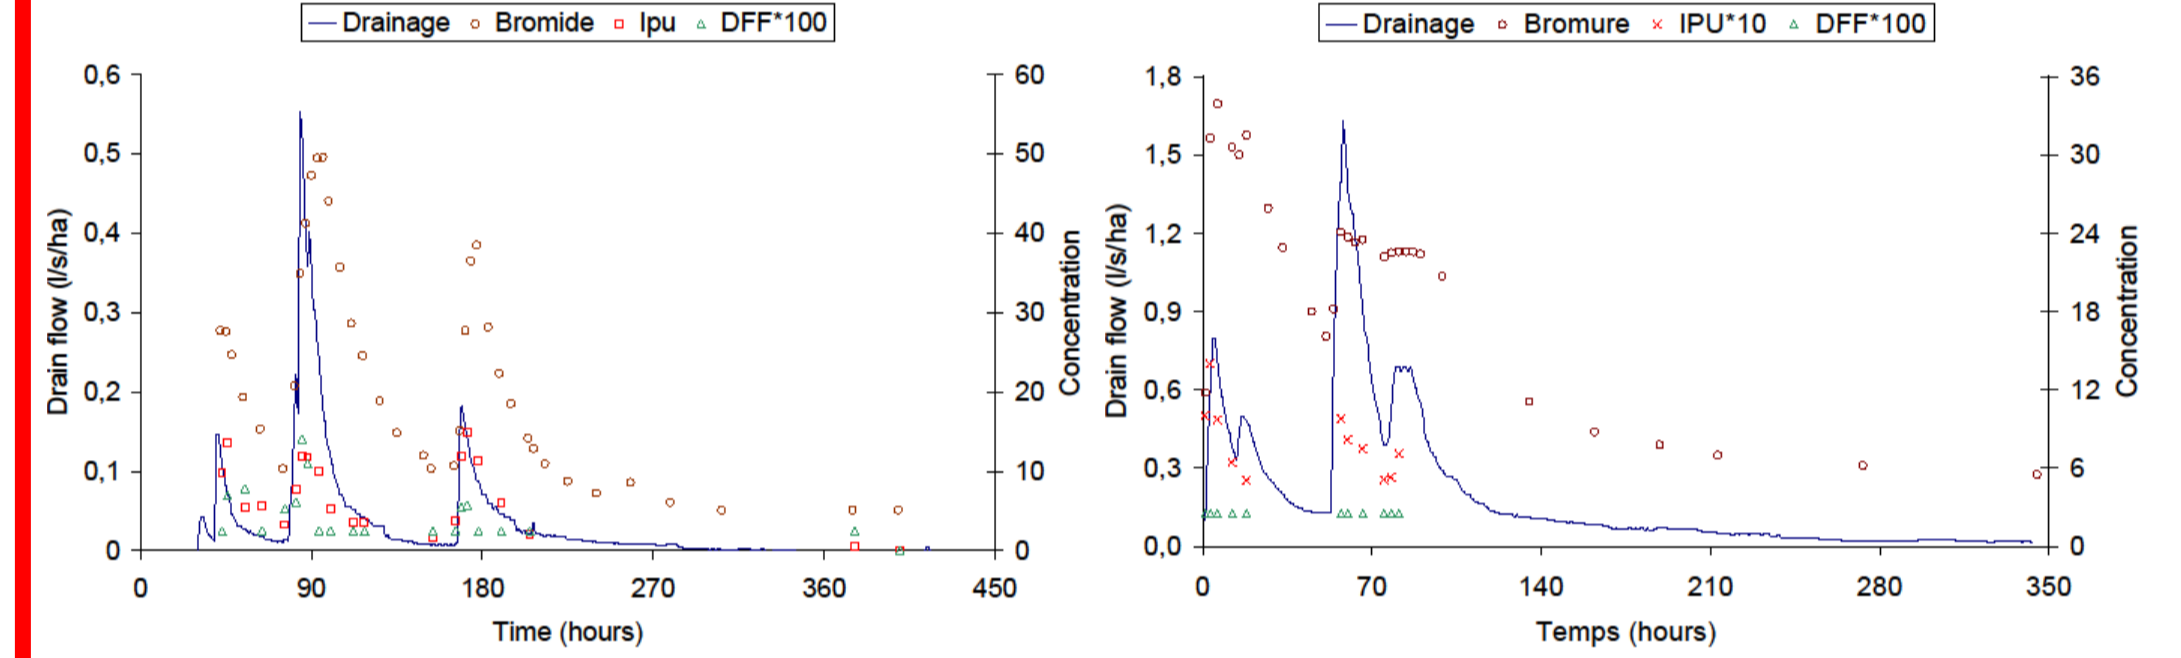 Drainage Bromide Ipu DFF*100
0,6
0,5
0,4
0,3
0,2
0,1
0
Drain flow (l/s/ha)
60
50
40
30
20
10
0
Concentration
0 90 180 270 360 450
Time (hours)
Drainage Bromure IPU*10 DFF*100
1,8
1,5
1,2
0,9
0,6
0,3
0,0
Drain flow (l/s/ha)
36
30
24
18
12
6
0
Concentration
0 70 140 210 280 350
Temps (hours)